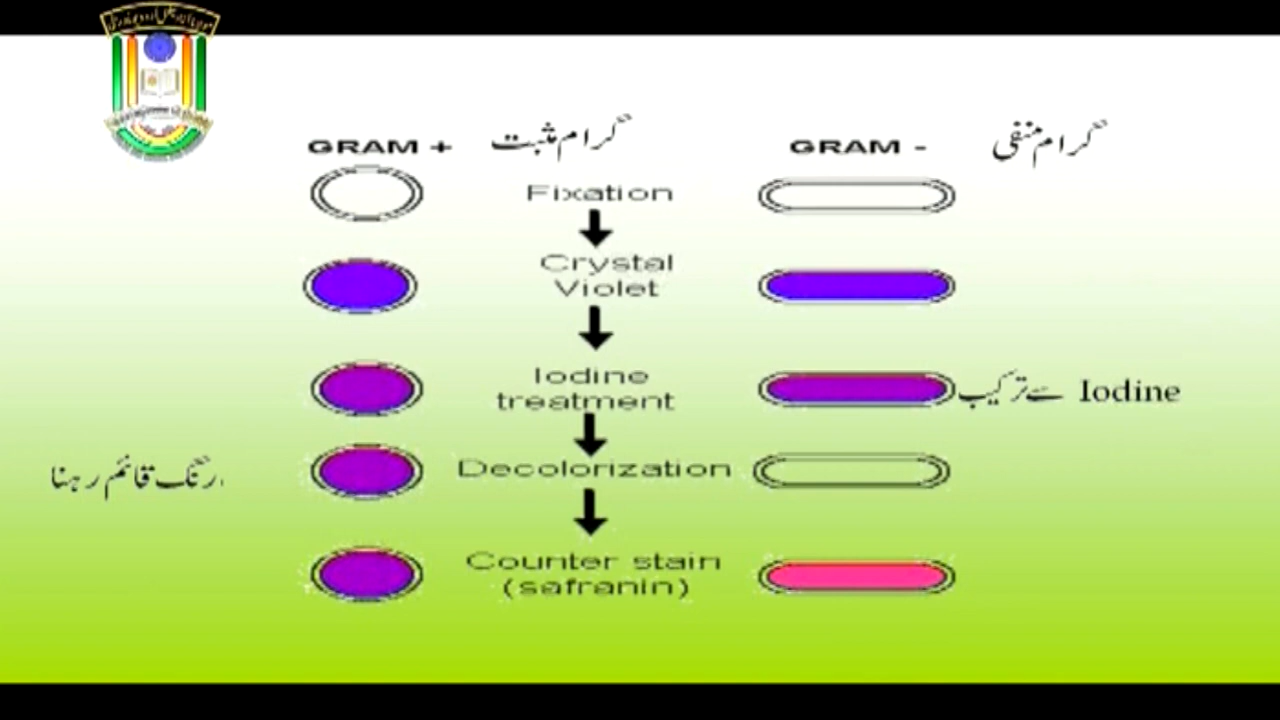 GRAM + گرام مثبت GRAM - گرام منفی
Fixation
Crystal
Violet
Iodine
treatment
Iodine سے ترکیب
Decolorization
رنگ قائم رہنا
Counter stain
(safranin)